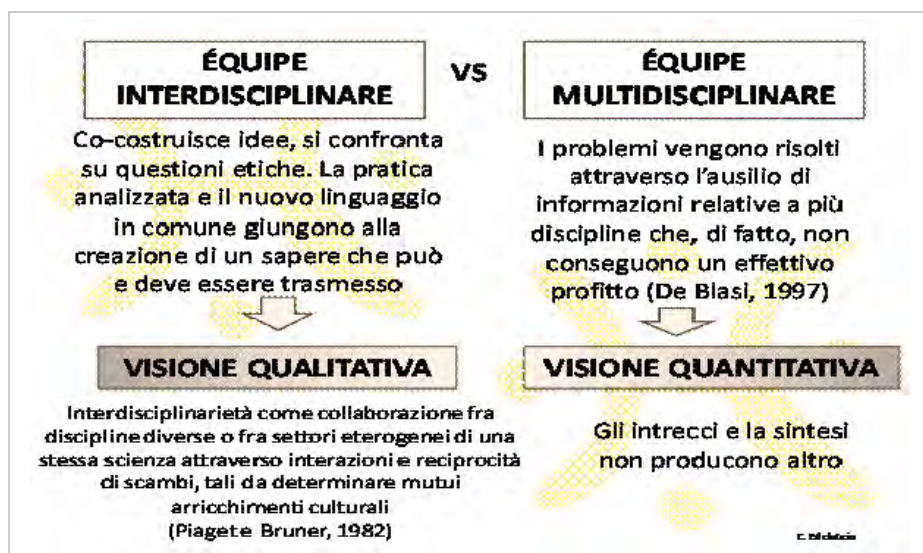 ÉQUIPE
INTERDISCIPLINARE
VS
ÉQUIPE
MULTIDISCIPLINARE
Co-costruisce idee, si confronta
su questioni etiche. La pratica
analizzata e il nuovo linguaggio
in comune giungono alla
creazione di un sapere che può
e deve essere trasmesso
I problemi vengono risolti
attraverso l'ausilio di
informazioni relative a più
discipline che, di fatto, non
conseguono un effettivo
profitto (De Blasi, 1997)
VISIONE QUALITATIVA
VISIONE QUANTITATIVA
Interdisciplinarietà come collaborazione fra
discipline diverse o fra settori eterogenei di una
stessa scienza attraverso interazioni e reciprocità
di scambi, tali da determinare mutui
arricchimenti culturali
(Piaget e Bruner, 1982)
Gli intrecci e la sintesi
non producono altro